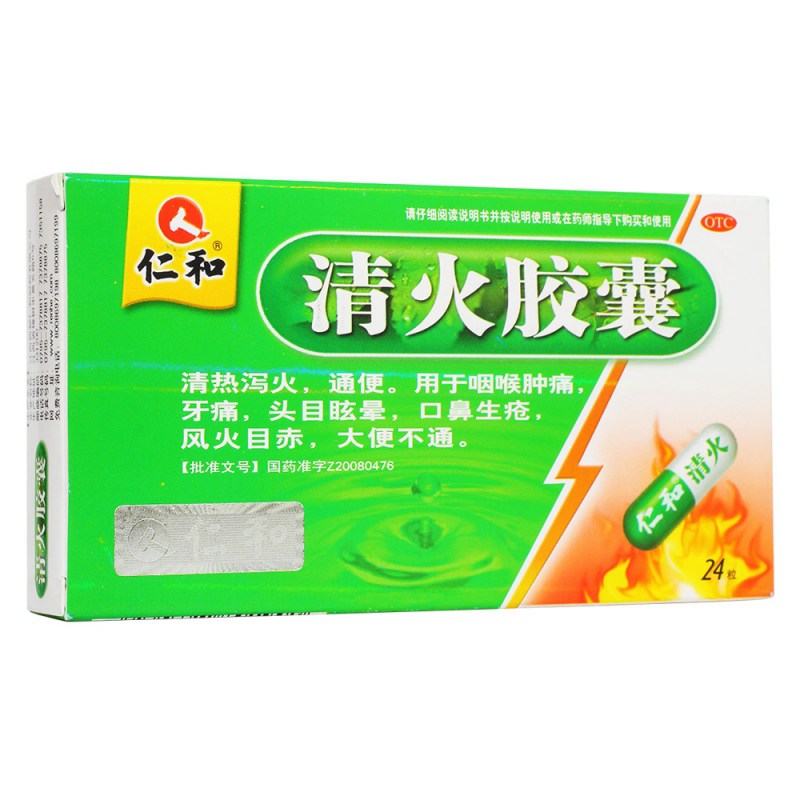 仁和®
请仔细阅读说明书并按说明使用或在药师指导下购买和使用
OTC
清火胶囊
清热泻火，通便。用于咽喉肿痛，
牙痛，头目眩晕，口鼻生疮，
风火目赤，大便不通。
【批准文号】国药准字Z20080476
仁和
仁和清火
24粒
清火胶囊